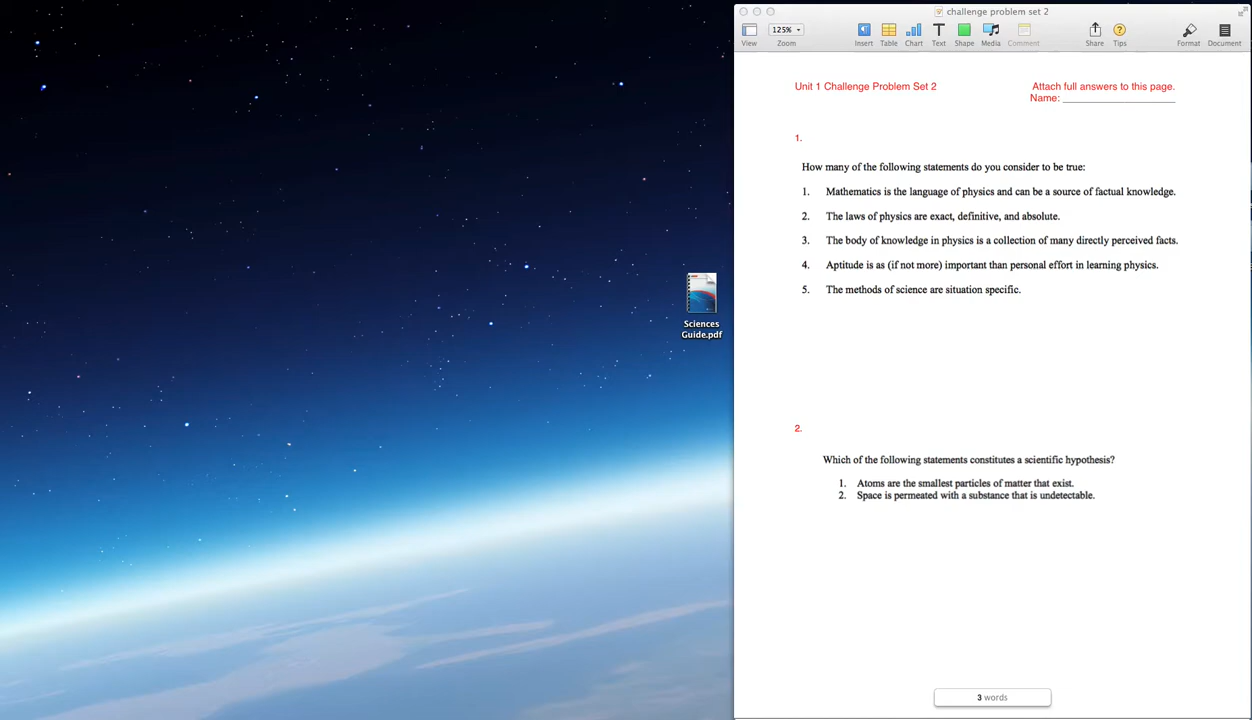 challenge problem set 2
125%
View
Zoom
Insert
Table
Chart
Text
Shape
Media
Comment
Share
Tips
Format
Document
Unit 1 Challenge Problem Set 2
Attach full answers to this page.
Name: ____________________
1.
How many of the following statements do you consider to be true:
1. Mathematics is the language of physics and can be a source of factual knowledge.
2. The laws of physics are exact, definitive, and absolute.
3. The body of knowledge in physics is a collection of many directly perceived facts.
4. Aptitude is as (if not more) important than personal effort in learning physics.
5. The methods of science are situation specific.
Sciences
Guide.pdf
2.
Which of the following statements constitutes a scientific hypothesis?
1. Atoms are the smallest particles of matter that exist.
2. Space is permeated with a substance that is undetectable.
3 words